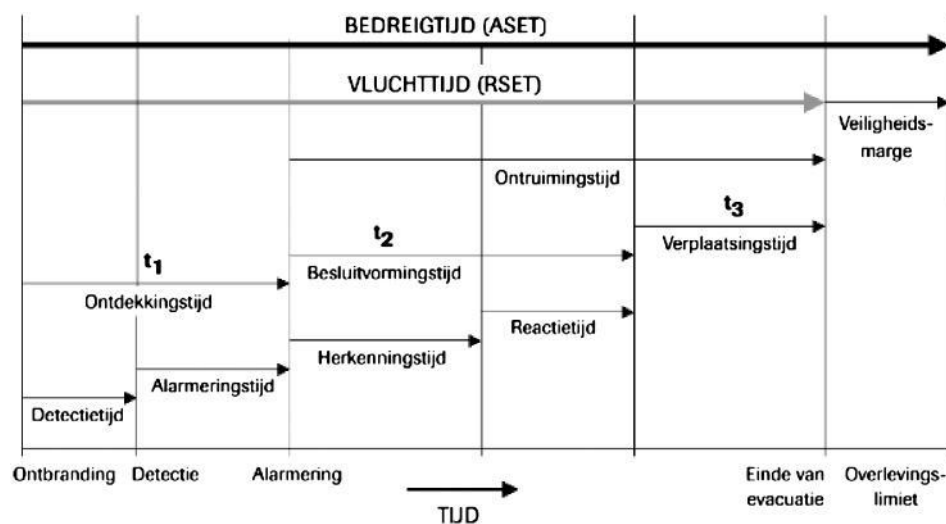 BEDREIGTIJD (ASET)
VLUCHTTIJD (RSET)
Veiligheids-
marge
Ontruimingstijd
t3
Verplaatsingstijd
t2
Besluitvormingstijd
t1
Ontdekkingstijd
Reactietijd
Herkenningstijd
Alarmeringstijd
Detectietijd
Ontbranding
Detectie
Alarmering
Einde van
evacuatie
Overlevings-
limiet
TIJD